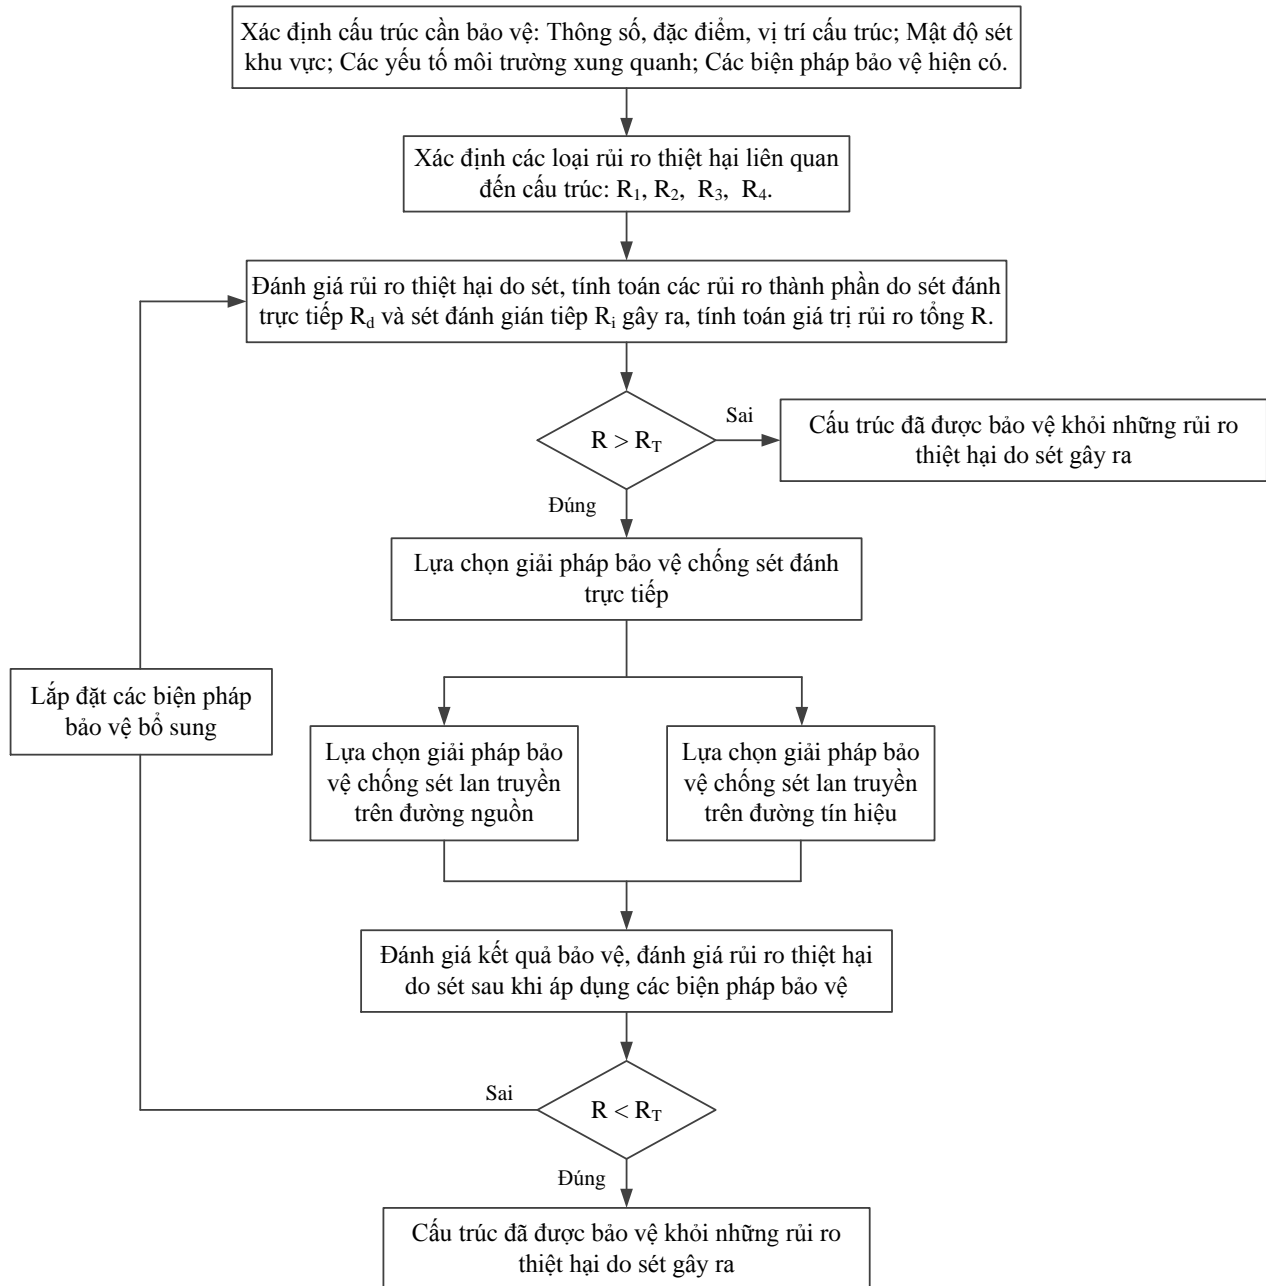 Xác định cấu trúc cần bảo vệ: Thông số, đặc điểm, vị trí cấu trúc; Mật độ sét
khu vực; Các yếu tố môi trường xung quanh; Các biện pháp bảo vệ hiện có.
Xác định các loại rủi ro thiệt hại liên quan
đến cấu trúc: R₁, R₂, R₃, R₄.
Đánh giá rủi ro thiệt hại do sét, tính toán các rủi ro thành phần do sét đánh
trực tiếp R_d và sét đánh gián tiêp R_i gây ra, tính toán giá trị rủi ro tổng R.
R > R_T
Sai
Cấu trúc đã được bảo vệ khỏi những rủi ro
thiệt hại do sét gây ra
Đúng
Lựa chọn giải pháp bảo vệ chống sét đánh
trực tiếp
Lắp đặt các biện pháp
bảo vệ bổ sung
Lựa chọn giải pháp bảo
vệ chống sét lan truyền
trên đường nguồn
Lựa chọn giải pháp bảo
vệ chống sét lan truyền
trên đường tín hiệu
Đánh giá kết quả bảo vệ, đánh giá rủi ro thiệt hại
do sét sau khi áp dụng các biện pháp bảo vệ
Sai
R < R_T
Đúng
Cấu trúc đã được bảo vệ khỏi những rủi ro
thiệt hại do sét gây ra